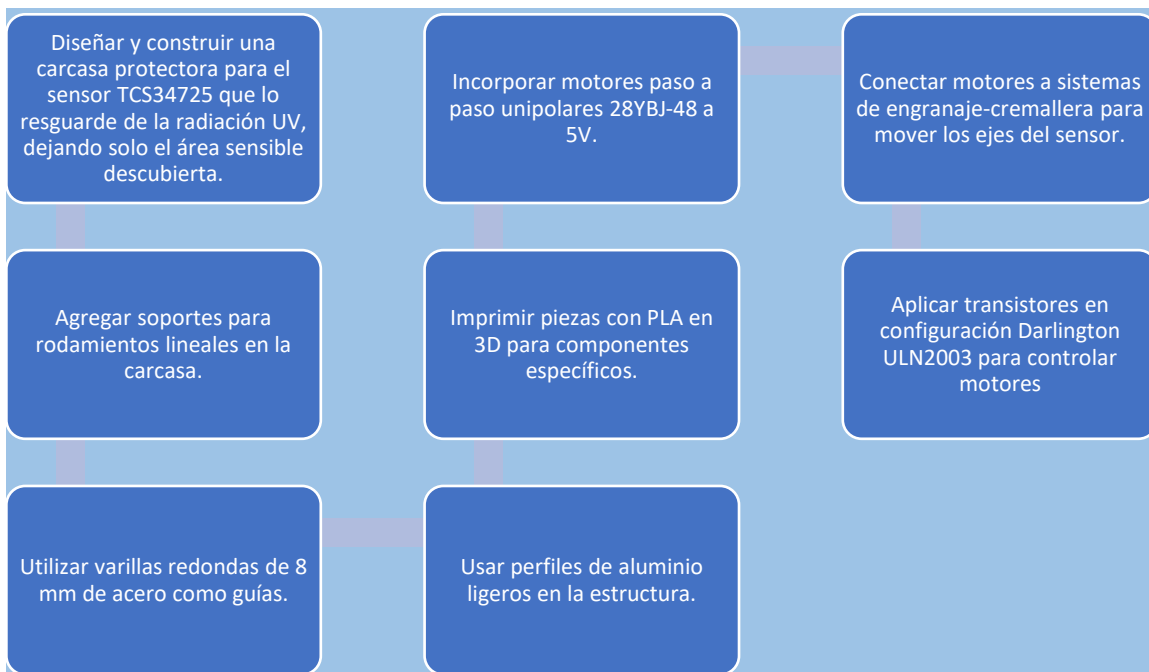 Diseñar y construir una
carcasa protectora para el
sensor TCS34725 que lo
resguarde de la radiación UV,
dejando solo el área sensible
descubierta.
Agregar soportes para
rodamientos lineales en la
carcasa.
Utilizar varillas redondas de 8
mm de acero como guías.
Usar perfiles de aluminio
ligeros en la estructura.
Imprimir piezas con PLA en
3D para componentes
específicos.
Incorporar motores paso a
paso unipolares 28YBJ-48 a
5V.
Conectar motores a sistemas
de engranaje-cremallera para
mover los ejes del sensor.
Aplicar transistores en
configuración Darlington
ULN2003 para controlar
motores